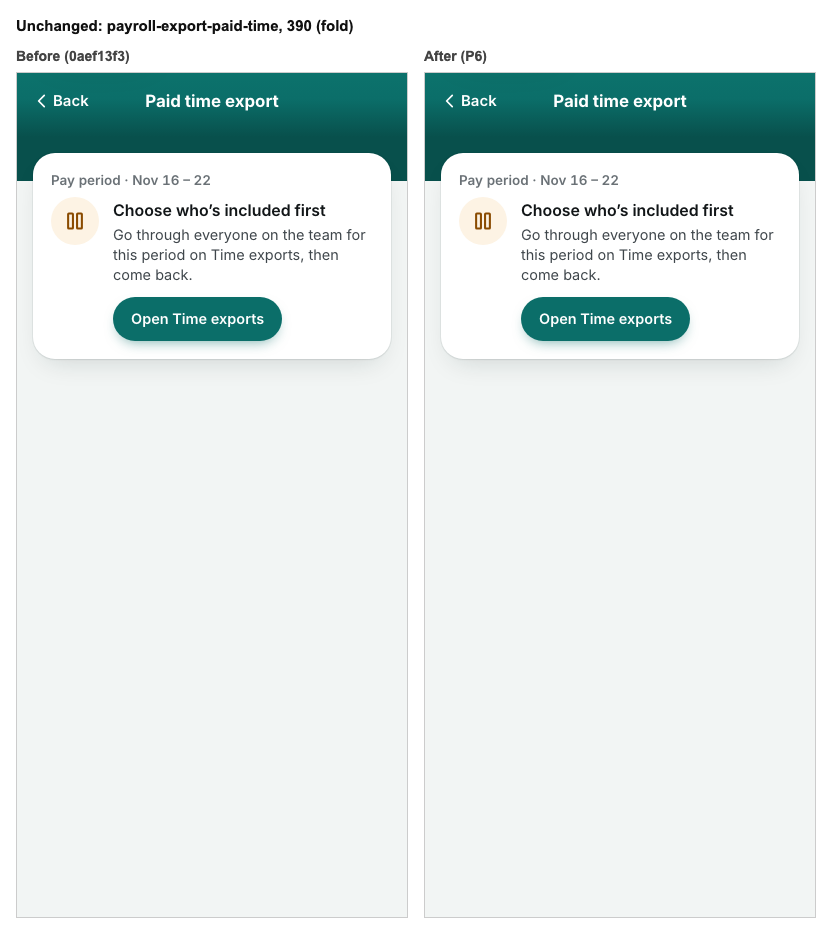 Unchanged: payroll-export-paid-time, 390 (fold)
Before (0aef13f3)
Back
Paid time export
Pay period · Nov 16 – 22
Choose who’s included first
Go through everyone on the team for
this period on Time exports, then
come back.
Open Time exports
After (P6)
Back
Paid time export
Pay period · Nov 16 – 22
Choose who’s included first
Go through everyone on the team for
this period on Time exports, then
come back.
Open Time exports